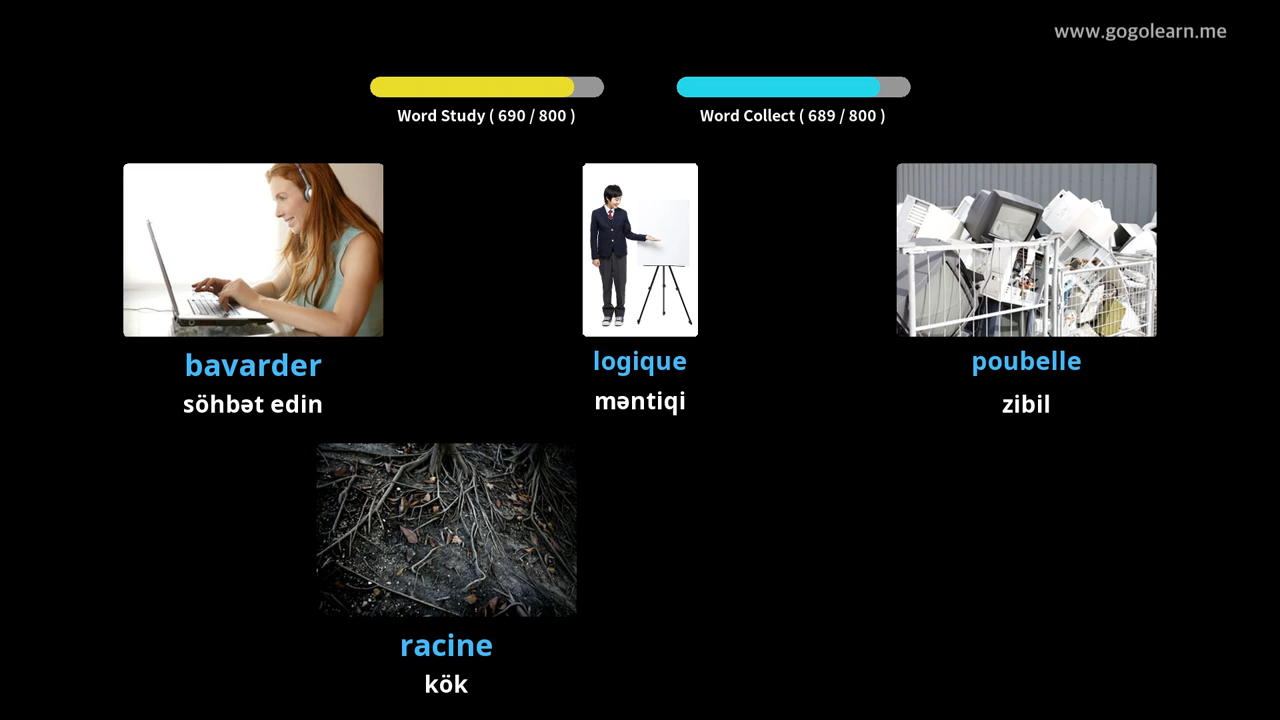 www.gogolearn.me
Word Study ( 690 / 800 )
Word Collect ( 689 / 800 )
bavarder
söhbət edin
logique
məntiqi
poubelle
zibil
racine
kök